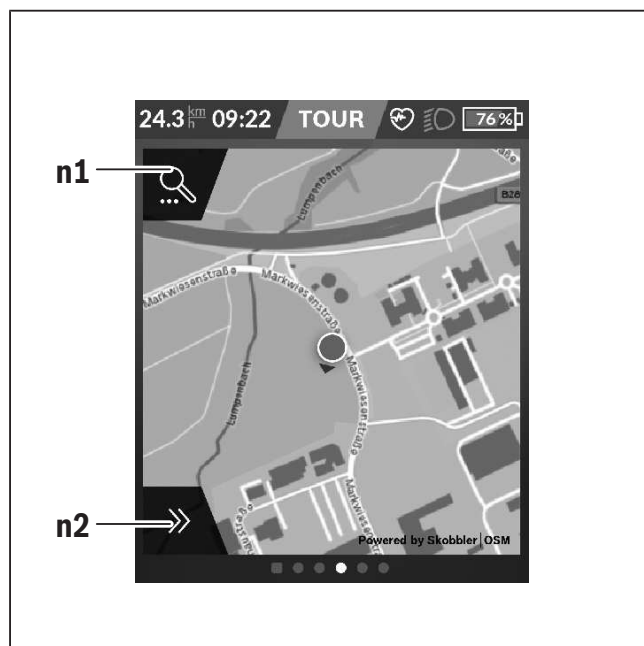 24.3 km/h 09:22 TOUR 76 %
n1
B28
Lumpenbach
Markwiesenstraße
Markwiesenstraße
Lumpenbach
Markwiesenstraße
n2
Powered by Skobbler | OSM